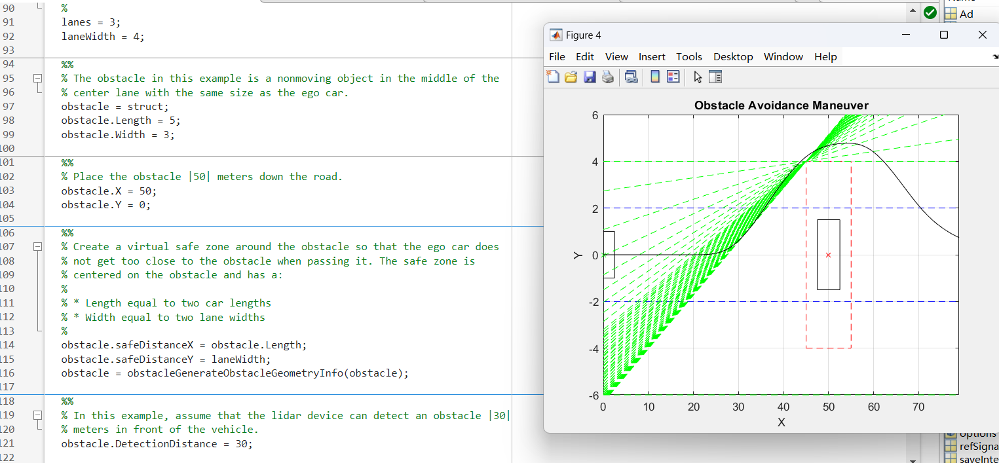 90 %
91 lanes = 3;
92 laneWidth = 4;
93
94 %%
95 % The obstacle in this example is a nonmoving object in the middle of the
96 % center lane with the same size as the ego car.
97 obstacle = struct;
98 obstacle.Length = 5;
99 obstacle.Width = 3;
100
101 %%
102 % Place the obstacle |50| meters down the road.
103 obstacle.X = 50;
104 obstacle.Y = 0;
105
106 %%
107 % Create a virtual safe zone around the obstacle so that the ego car does
108 % not get too close to the obstacle when passing it. The safe zone is
109 % centered on the obstacle and has a:
110 %
111 % * Length equal to two car lengths
112 % * Width equal to two lane widths
113 %
114 obstacle.safeDistanceX = obstacle.Length;
115 obstacle.safeDistanceY = laneWidth;
116 obstacle = obstacleGenerateObstacleGeometryInfo(obstacle);
117
118 %%
119 % In this example, assume that the lidar device can detect an obstacle |30|
120 % meters in front of the vehicle.
121 obstacle.DetectionDistance = 30;
122
Ad
Figure 4
File Edit View Insert Tools Desktop Window Help
Obstacle Avoidance Maneuver
6
4
2
0
-2
-4
-6
Y
0 10 20 30 40 50 60 70
X
options
refSigna
saveInte